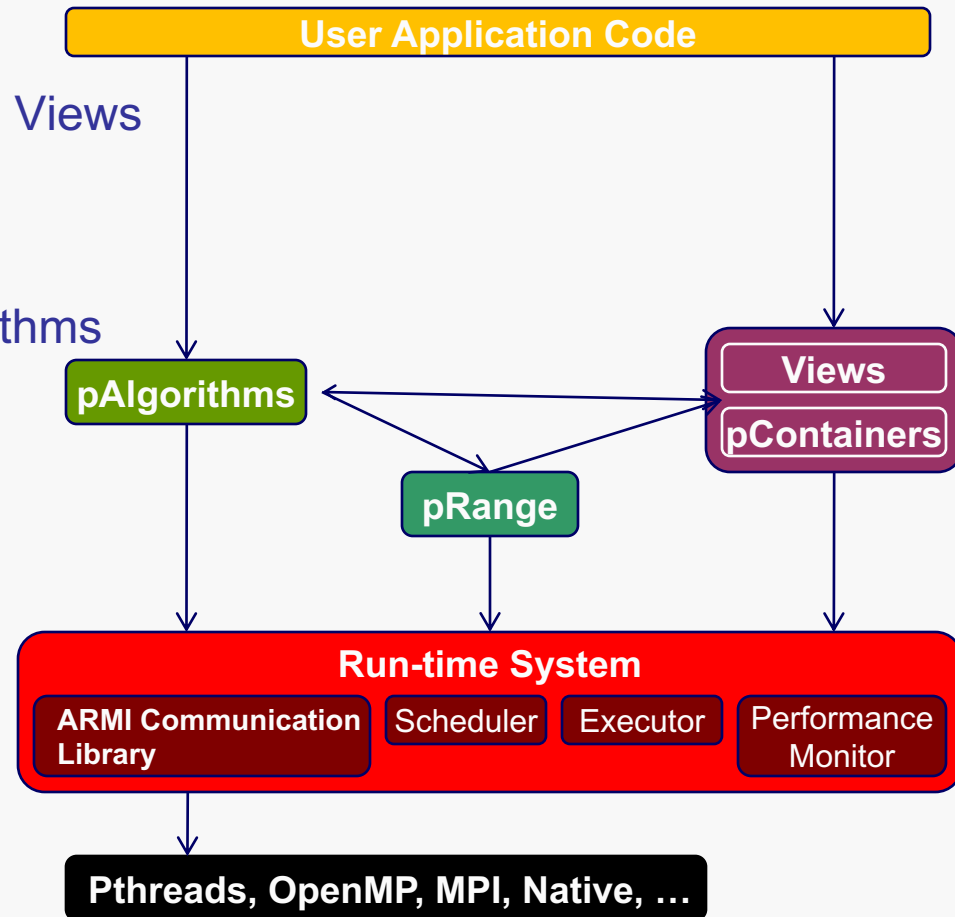 User Application Code
Views
thms
pAlgorithms
Views
pContainers
pRange
Run-time System
ARMI Communication
Library
Scheduler
Executor
Performance
Monitor
Pthreads, OpenMP, MPI, Native, …